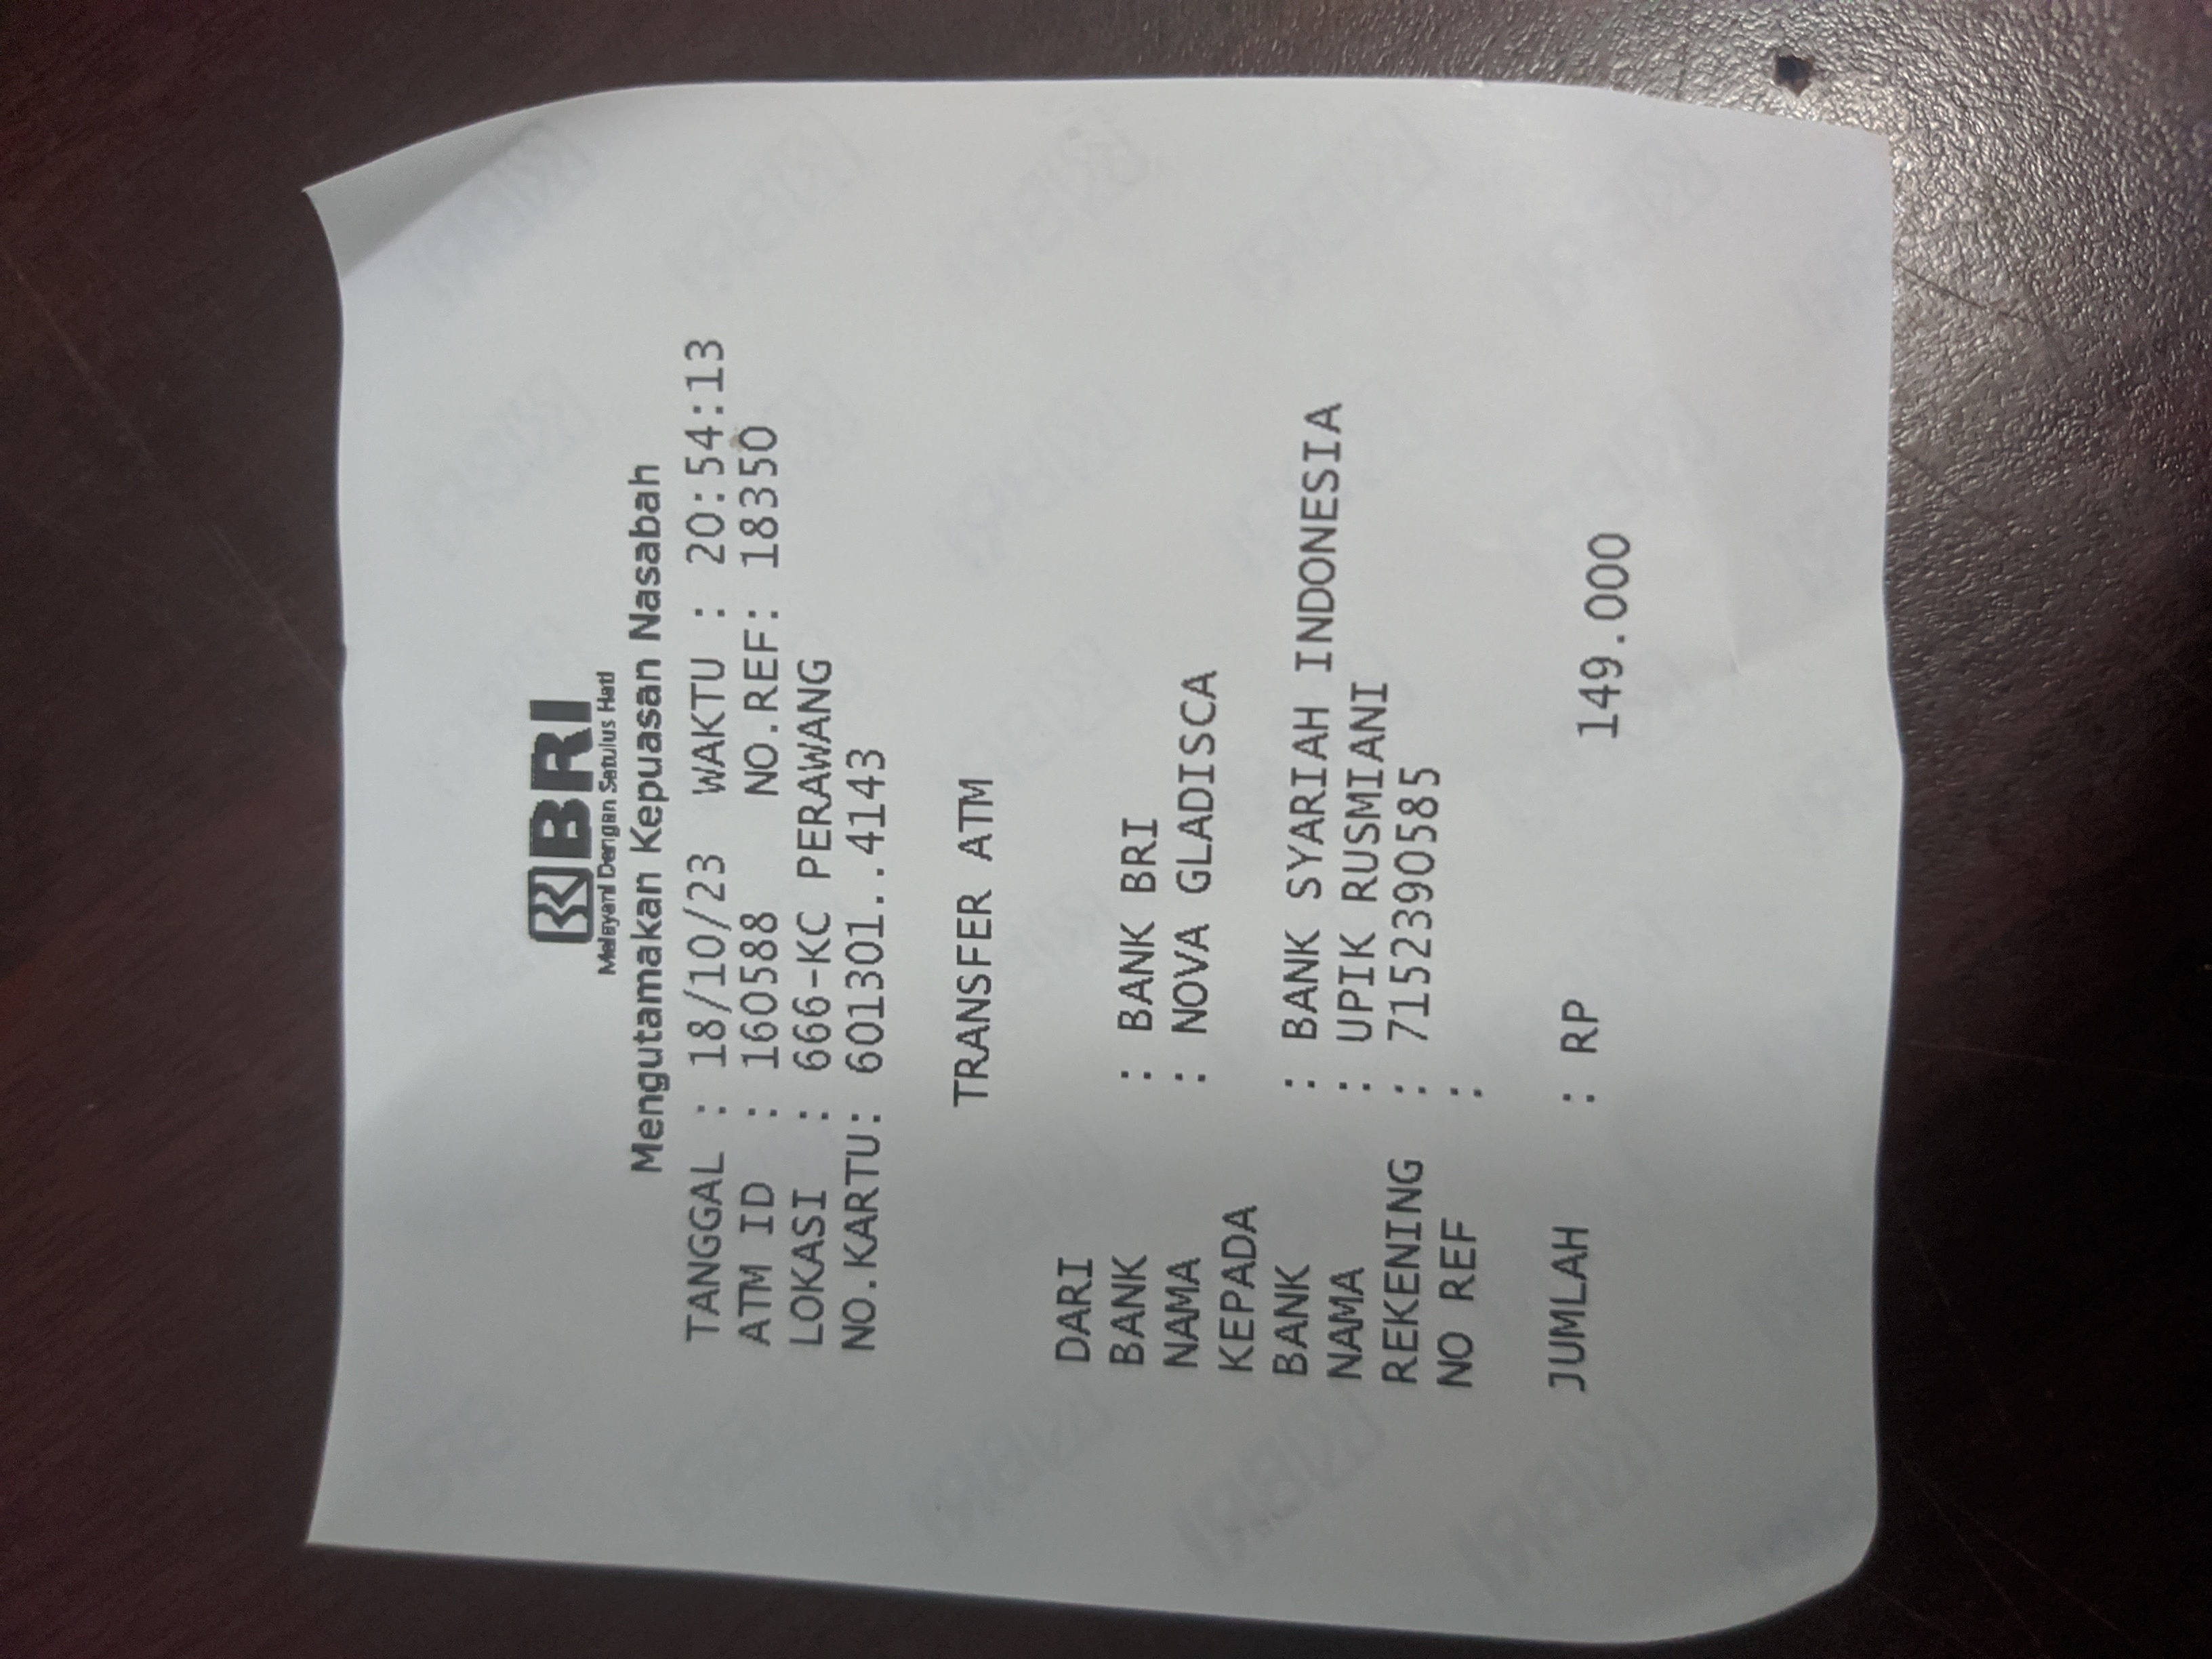 BRI
Melayani Dengan Setulus Hati
Mengutamakan Kepuasan Nasabah
TANGGAL : 18/10/23 WAKTU : 20:54:13
ATM ID : 160588 NO.REF: 18350
LOKASI : 666-KC PERAWANG
NO.KARTU: 601301..4143
TRANSFER ATM
DARI
BANK : BANK BRI
NAMA : NOVA GLADISCA
KEPADA
BANK : BANK SYARIAH INDONESIA
NAMA : UPIK RUSMIANI
REKENING : 7152390585
NO REF :
JUMLAH : RP 149.000